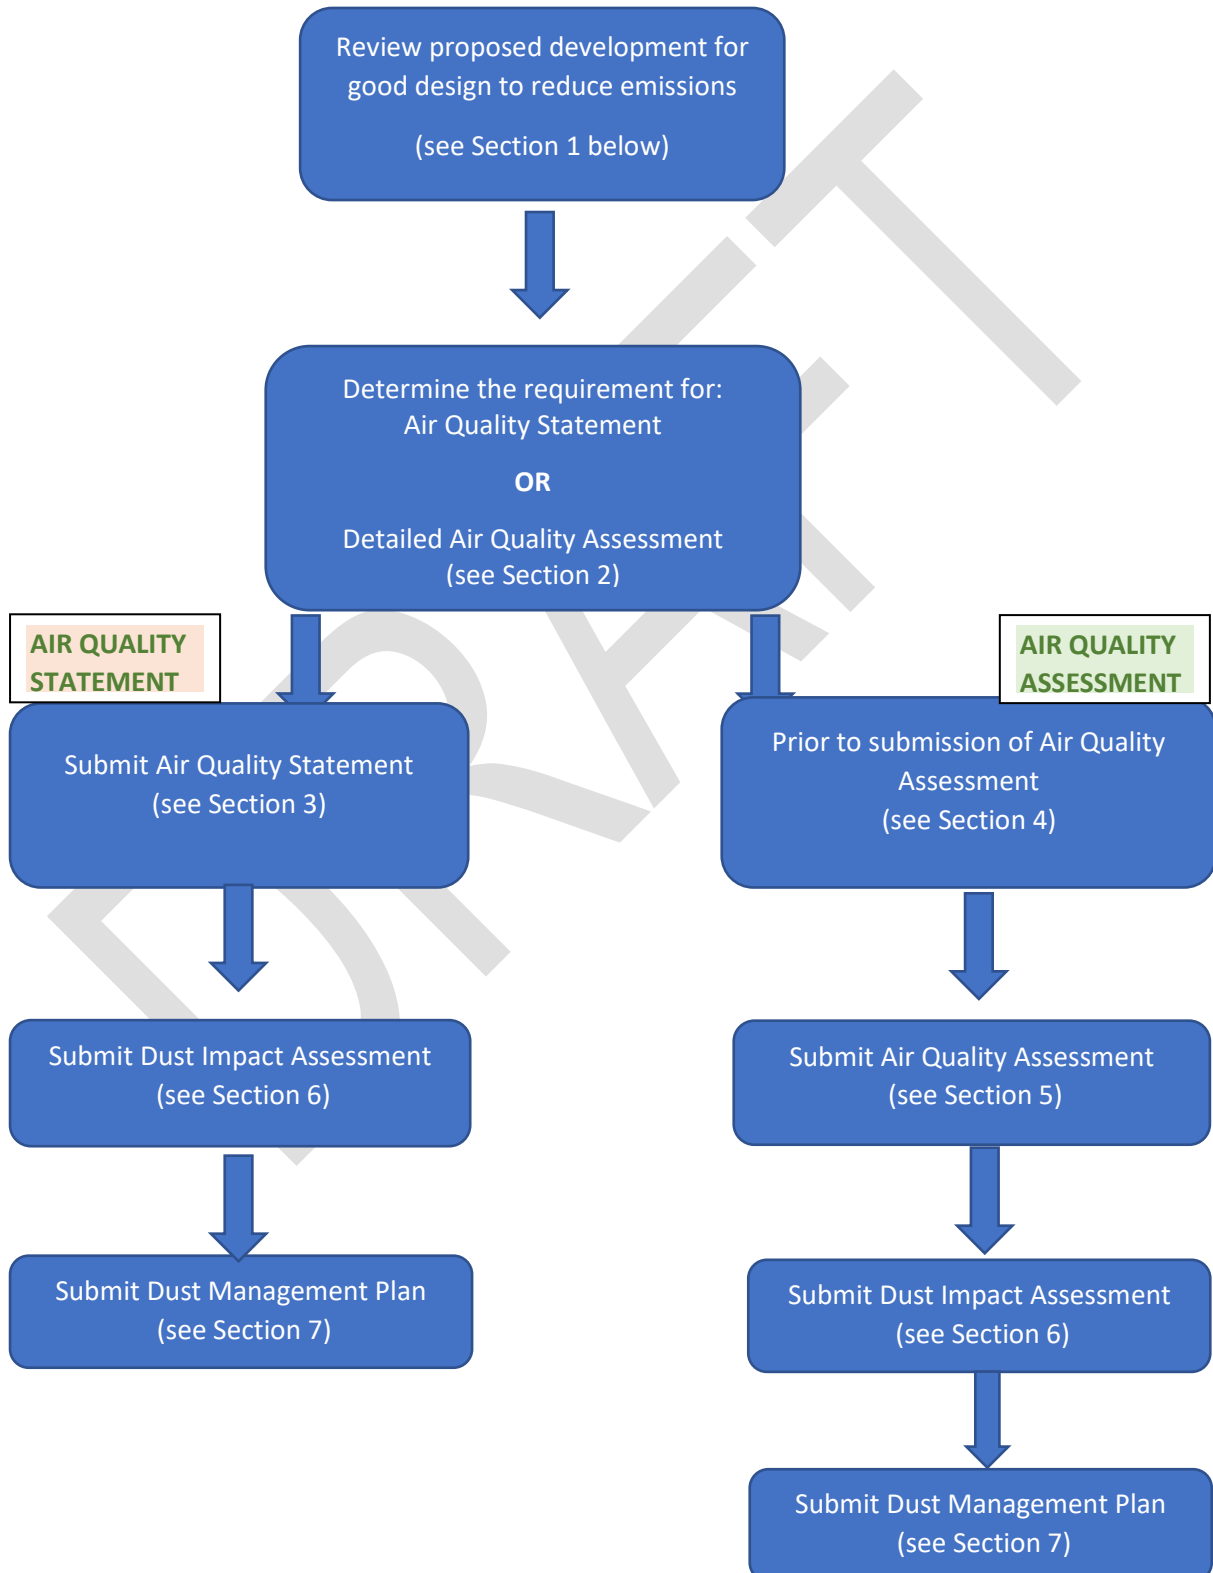 Review proposed development for
good design to reduce emissions
(see Section 1 below)
Determine the requirement for:
Air Quality Statement
OR
Detailed Air Quality Assessment
(see Section 2)
AIR QUALITY
STATEMENT
AIR QUALITY
ASSESSMENT
Submit Air Quality Statement
(see Section 3)
Prior to submission of Air Quality
Assessment
(see Section 4)
Submit Dust Impact Assessment
(see Section 6)
Submit Air Quality Assessment
(see Section 5)
Submit Dust Management Plan
(see Section 7)
Submit Dust Impact Assessment
(see Section 6)
Submit Dust Management Plan
(see Section 7)
DRAFT